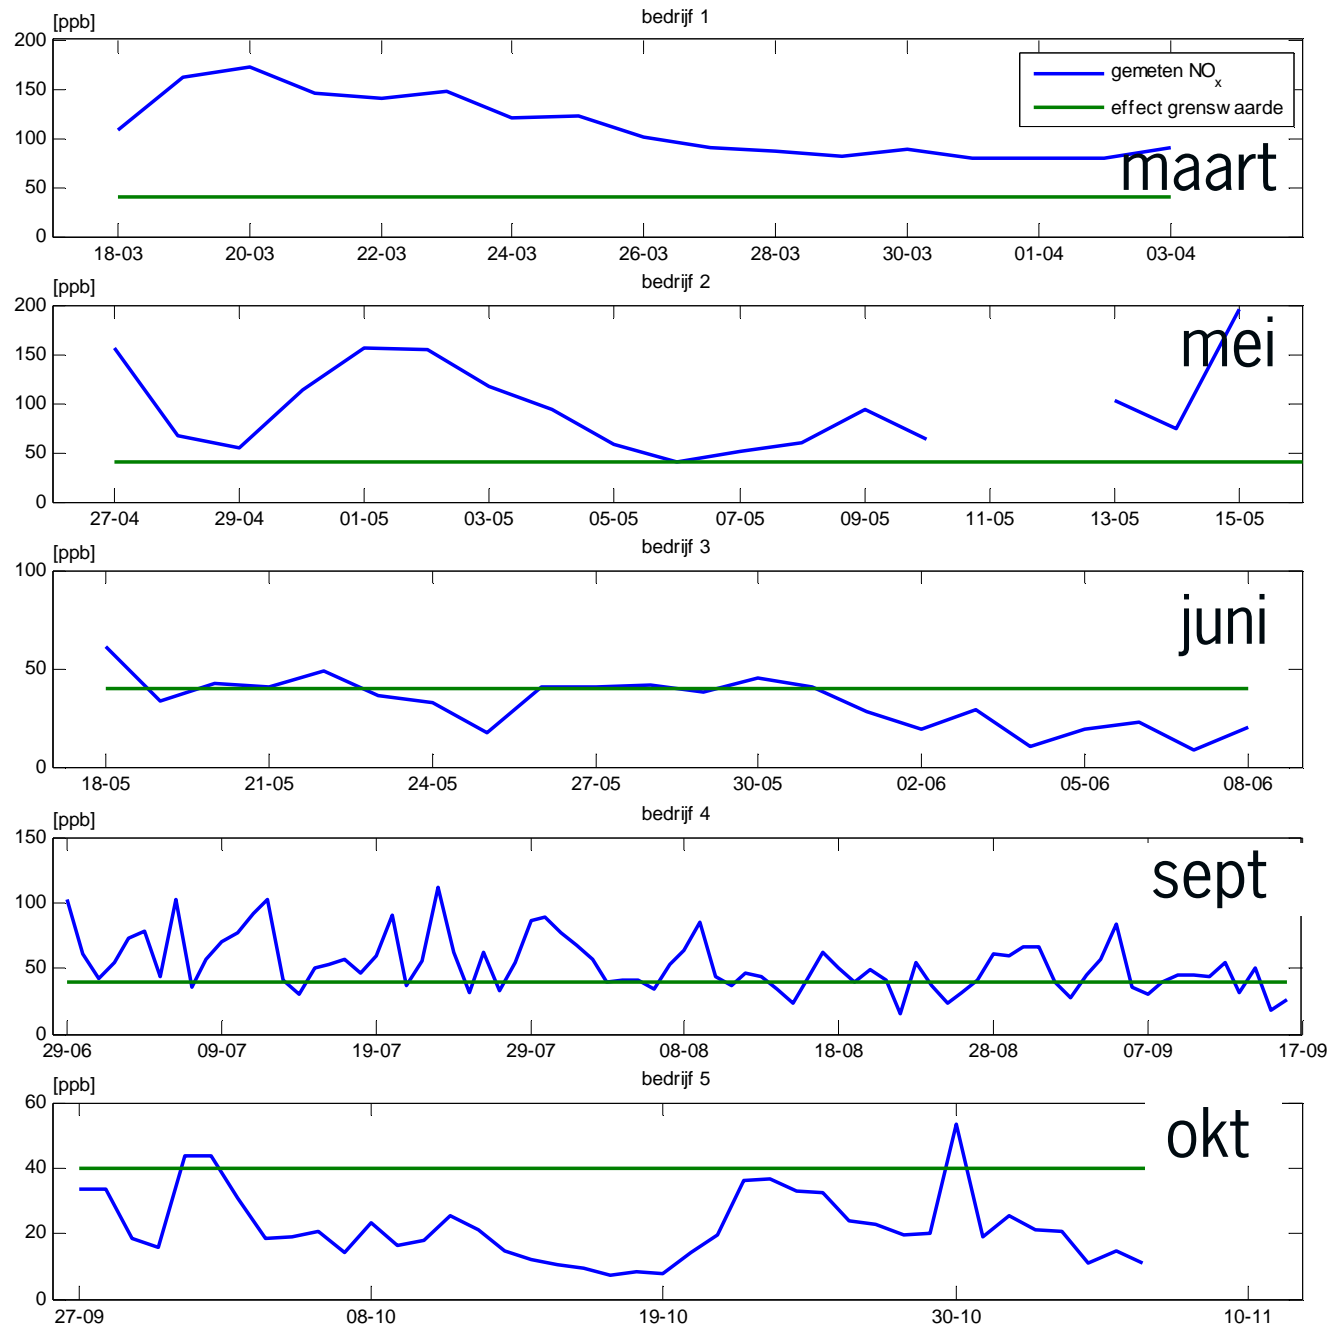 [ppb] bedrijf 1
200
gemeten NOx
150
effect grensw aarde
100
maart
50
0
18-03 20-03 22-03 24-03 26-03 28-03 30-03 01-04 03-04
[ppb] bedrijf 2
200
mei
150
100
50
0
27-04 29-04 01-05 03-05 05-05 07-05 09-05 11-05 13-05 15-05
[ppb] bedrijf 3
100
juni
50
0
18-05 21-05 24-05 27-05 30-05 02-06 05-06 08-06
[ppb] bedrijf 4
150
sept
100
50
0
29-06 09-07 19-07 29-07 08-08 18-08 28-08 07-09 17-09
[ppb] bedrijf 5
60
okt
40
20
0
27-09 08-10 19-10 30-10 10-11